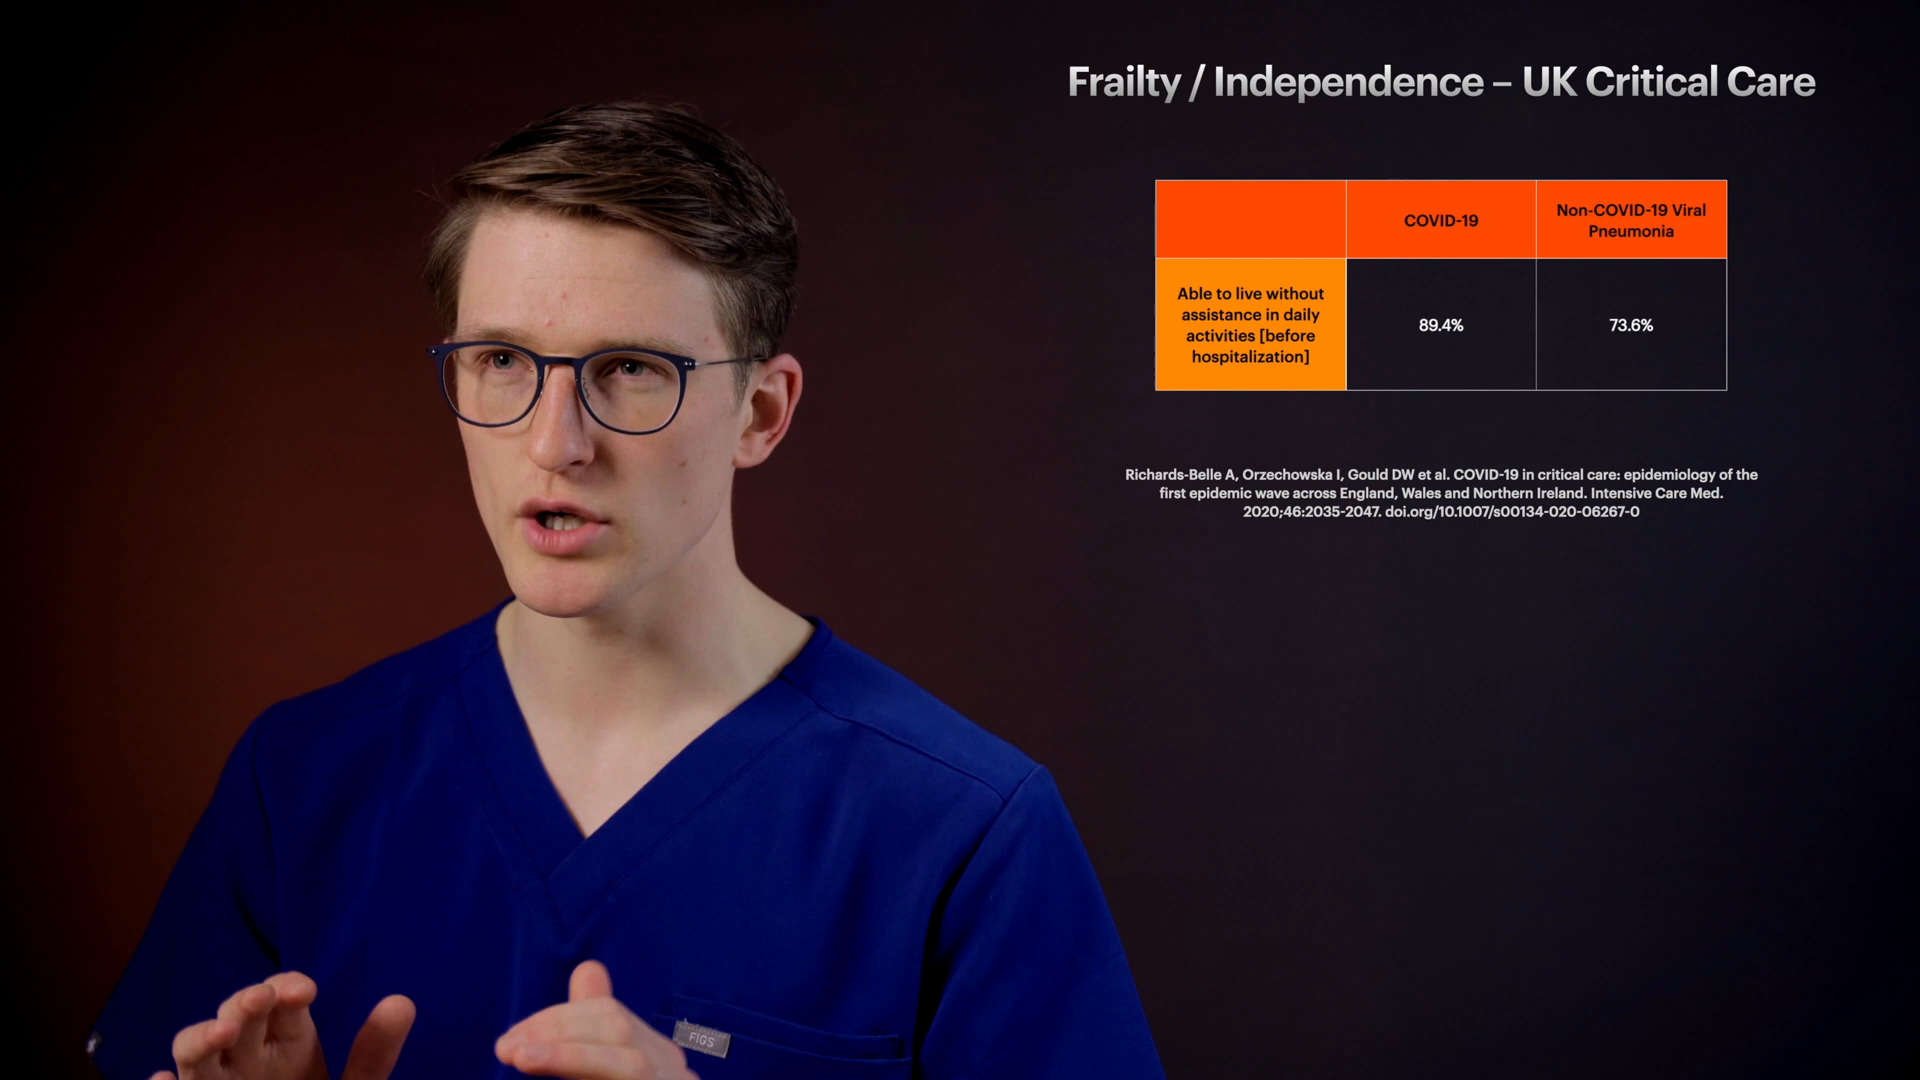 Frailty / Independence – UK Critical Care
COVID-19
Non-COVID-19 Viral
Pneumonia
Able to live without
assistance in daily
activities [before
hospitalization]
89.4%
73.6%
Richards-Belle A, Orzechowska I, Gould DW et al. COVID-19 in critical care: epidemiology of the
first epidemic wave across England, Wales and Northern Ireland. Intensive Care Med.
2020;46:2035-2047. doi.org/10.1007/s00134-020-06267-0
FIGS